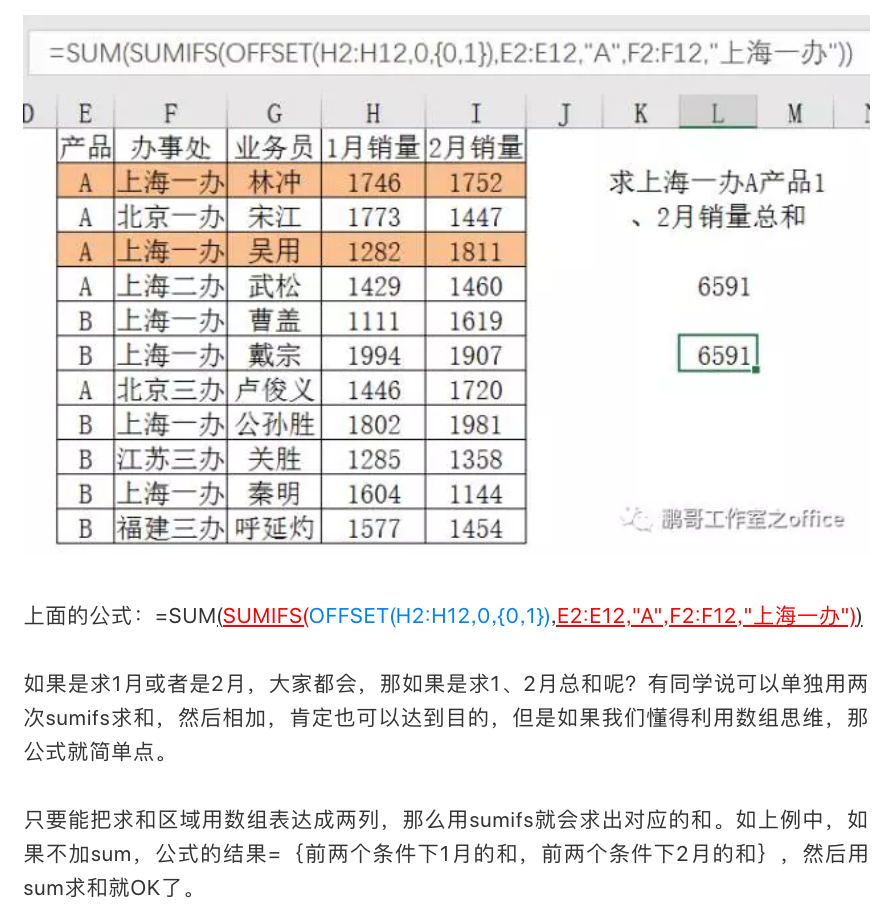 =SUM(SUMIFS(OFFSET(H2:H12,0,{0,1}),E2:E12,"A",F2:F12,"上海一办"))
D E F G H I J K L M N
产品 办事处 业务员 1月销量 2月销量
A 上海一办 林冲 1746 1752
求上海一办A产品1
A 北京一办 宋江 1773 1447
、2月销量总和
A 上海一办 吴用 1282 1811
A 上海二办 武松 1429 1460
6591
B 上海一办 曹盖 1111 1619
B 上海一办 戴宗 1994 1907
6591
A 北京三办 卢俊义 1446 1720
B 上海一办 公孙胜 1802 1981
B 江苏三办 关胜 1285 1358
B 上海一办 秦明 1604 1144
B 福建三办 呼延灼 1577 1454
鹏哥工作室之office
上面的公式：=SUM(SUMIFS(OFFSET(H2:H12,0,{0,1}),E2:E12,"A",F2:F12,"上海一办"))
如果是求1月或者是2月，大家都会，那如果是求1、2月总和呢？有同学说可以单独用两
次sumifs求和，然后相加，肯定也可以达到目的，但是如果我们懂得利用数组思维，那
公式就简单点。
只要能把求和区域用数组表达成两列，那么用sumifs就会求出对应的和。如上例中，如
果不加sum，公式的结果=｛前两个条件下1月的和，前两个条件下2月的和｝，然后用
sum求和就OK了。